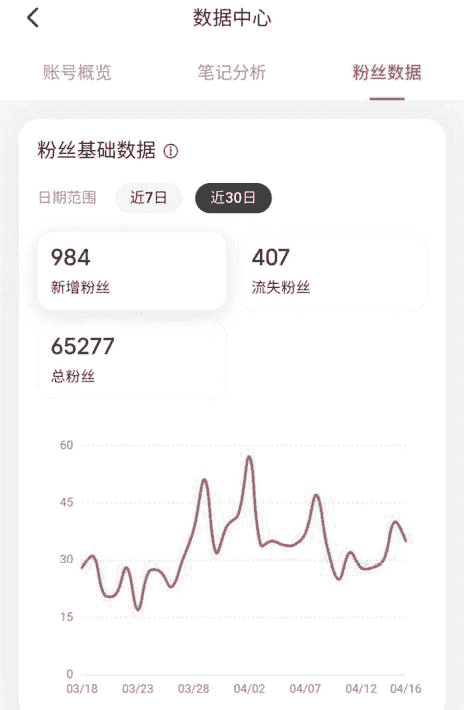 数据中心
账号概览 笔记分析 粉丝数据
粉丝基础数据
日期范围 近7日 近30日
984 407
新增粉丝 流失粉丝
65277
总粉丝
60
45
30
15
0
03/18 03/23 03/28 04/02 04/07 04/12 04/16